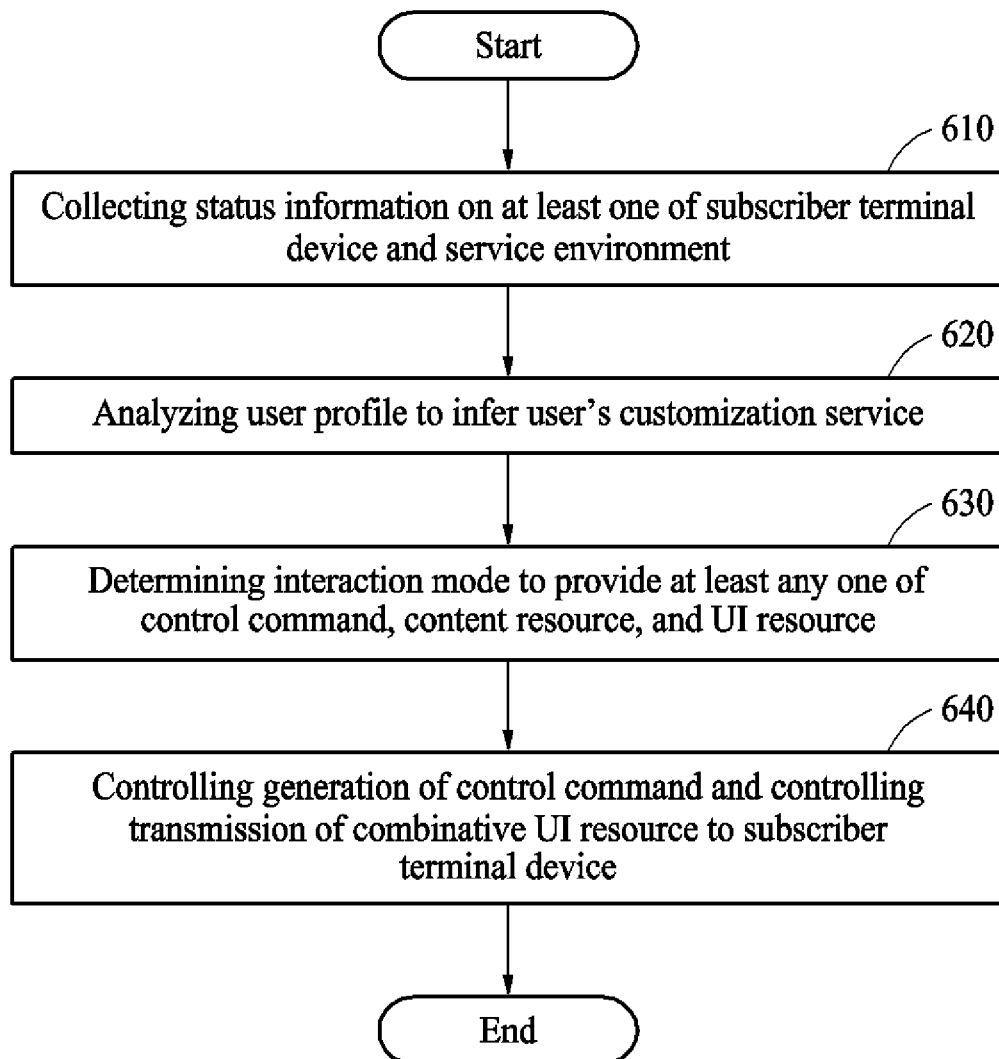 Start
610
Collecting status information on at least one of subscriber terminal
device and service environment
620
Analyzing user profile to infer user's customization service
630
Determining interaction mode to provide at least any one of
control command, content resource, and UI resource
640
Controlling generation of control command and controlling
transmission of combinative UI resource to subscriber
terminal device
End